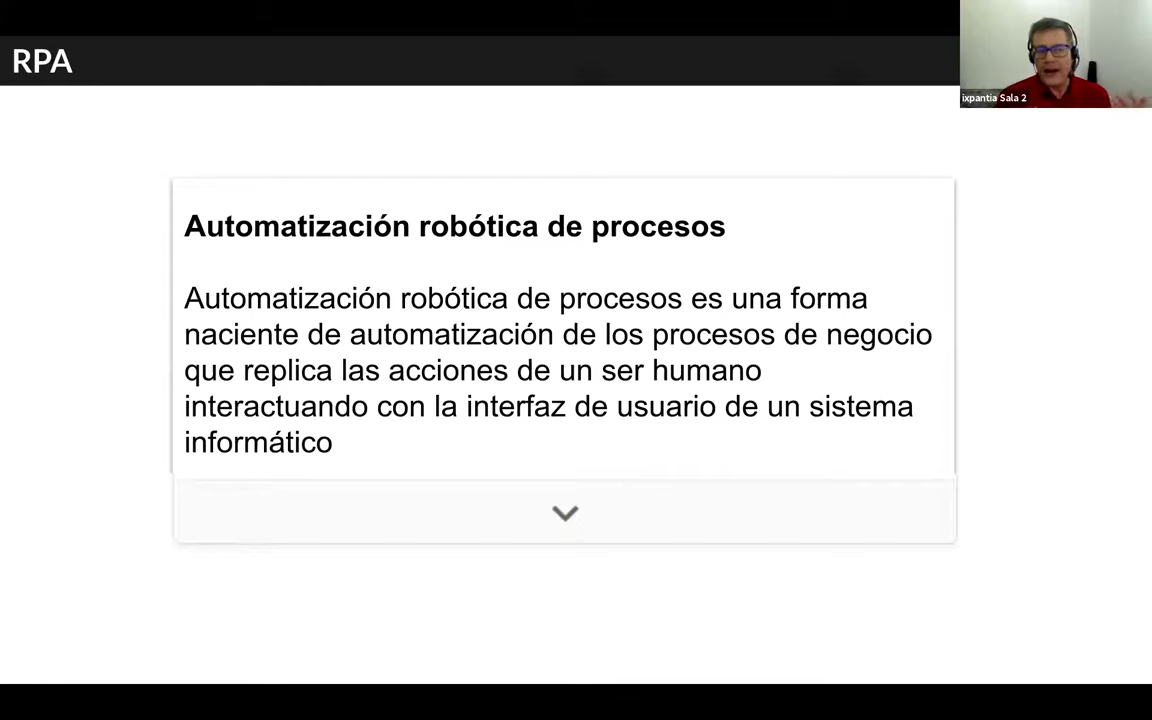 RPA
ixpantia Sala 2
Automatización robótica de procesos
Automatización robótica de procesos es una forma
naciente de automatización de los procesos de negocio
que replica las acciones de un ser humano
interactuando con la interfaz de usuario de un sistema
informático